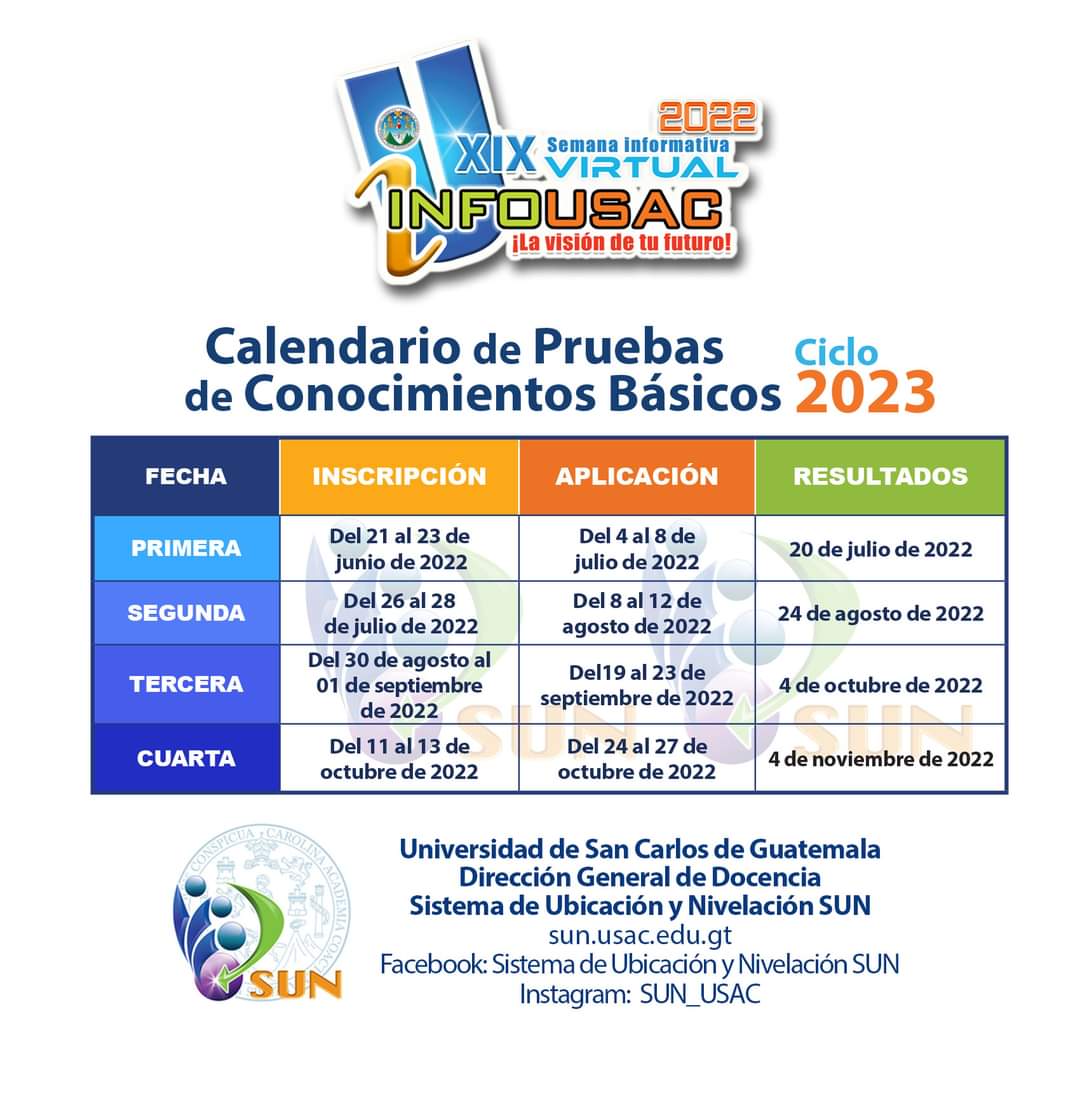 2022
XIX Semana informativa
VIRTUAL
INFOUSAC
¡La visión de tu futuro!
Calendario de Pruebas
de Conocimientos Básicos
Ciclo
2023
FECHA
INSCRIPCIÓN
APLICACIÓN
RESULTADOS
PRIMERA
Del 21 al 23 de
junio de 2022
Del 4 al 8 de
julio de 2022
20 de julio de 2022
SEGUNDA
Del 26 al 28
de julio de 2022
Del 8 al 12 de
agosto de 2022
24 de agosto de 2022
TERCERA
Del 30 de agosto al
01 de septiembre
de 2022
Del19 al 23 de
septiembre de 2022
4 de octubre de 2022
CUARTA
Del 11 al 13 de
octubre de 2022
Del 24 al 27 de
octubre de 2022
4 de noviembre de 2022
SUN
SUN
CONSPICUA CAROLINA ACADEMIA COACTE
SUN
Universidad de San Carlos de Guatemala
Dirección General de Docencia
Sistema de Ubicación y Nivelación SUN
sun.usac.edu.gt
Facebook: Sistema de Ubicación y Nivelación SUN
Instagram: SUN_USAC